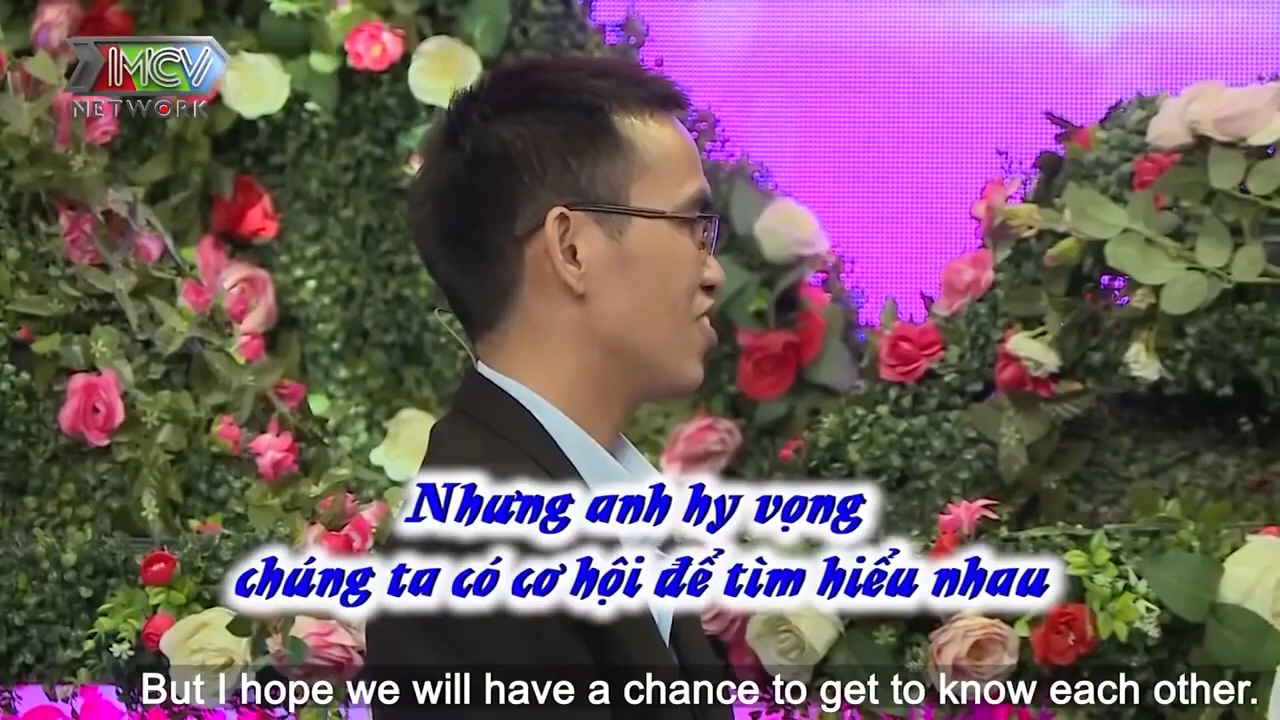 MCV
NETWORK
Nhưng anh hy vọng
chúng ta có cơ hội để tìm hiểu nhau
But I hope we will have a chance to get to know each other.